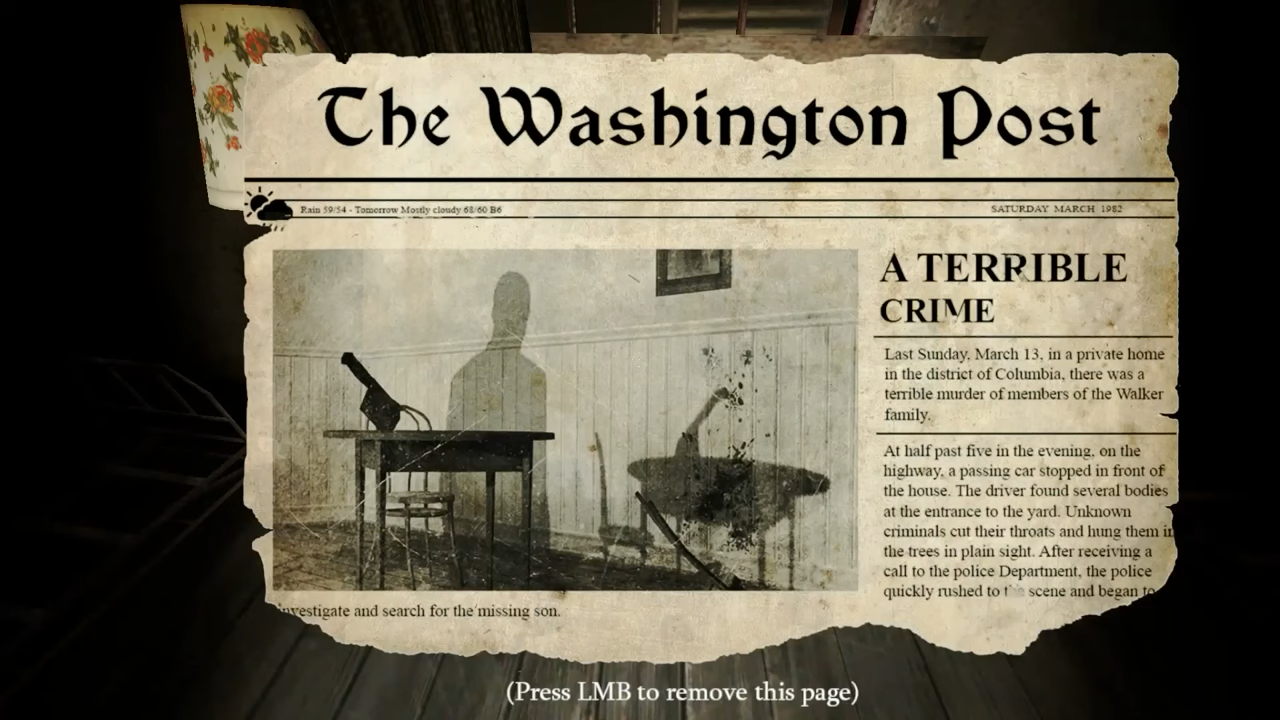 The Washington Post
Rain 59/54 - Tomorrow Mostly cloudy 68/60 B6
SATURDAY MARCH 1982
A TERRIBLE
CRIME
Last Sunday, March 13, in a private home
in the district of Columbia, there was a
terrible murder of members of the Walker
family.
At half past five in the evening, on the
highway, a passing car stopped in front of
the house. The driver found several bodies
at the entrance to the yard. Unknown
criminals cut their throats and hung them in
the trees in plain sight. After receiving a
call to the police Department, the police
quickly rushed to scene and began to
investigate and search for the missing son.
(Press LMB to remove this page)